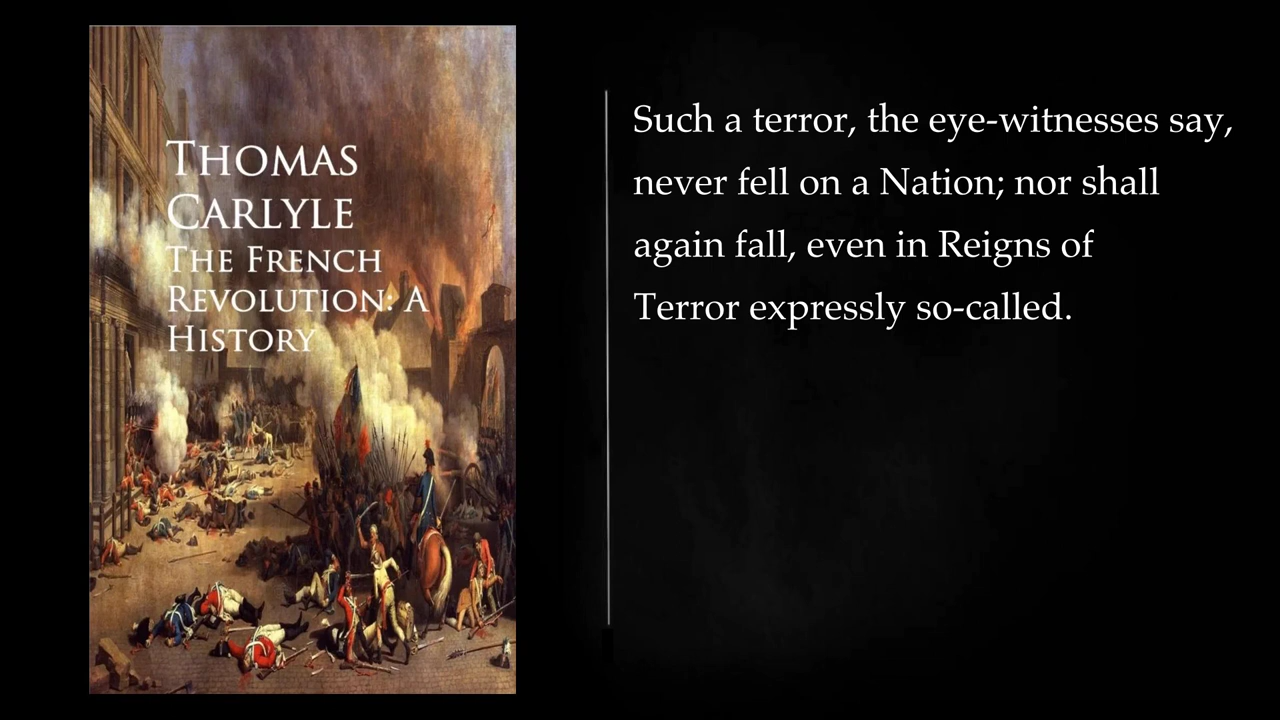 THOMAS
CARLYLE
THE FRENCH
REVOLUTION: A
HISTORY
Such a terror, the eye-witnesses say,
never fell on a Nation; nor shall
again fall, even in Reigns of
Terror expressly so-called.